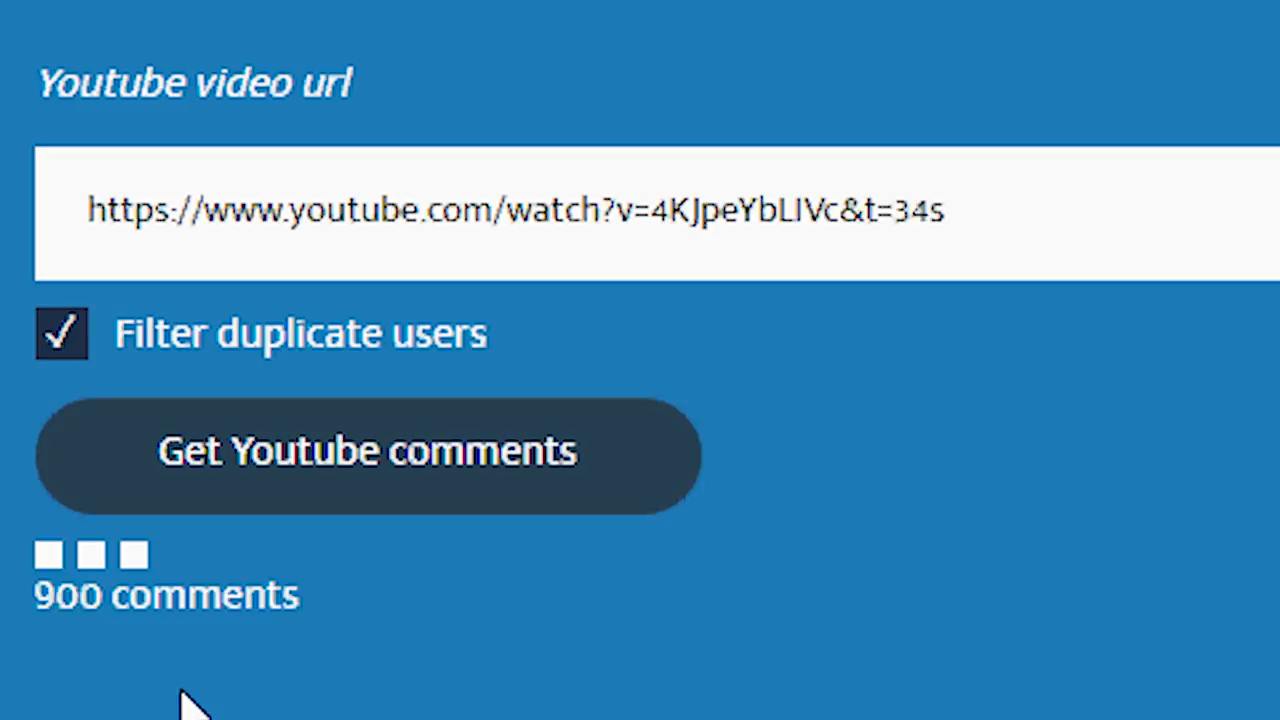 Youtube video url
https://www.youtube.com/watch?v=4KJpeYbLIVc&t=34s
Filter duplicate users
Get Youtube comments
900 comments